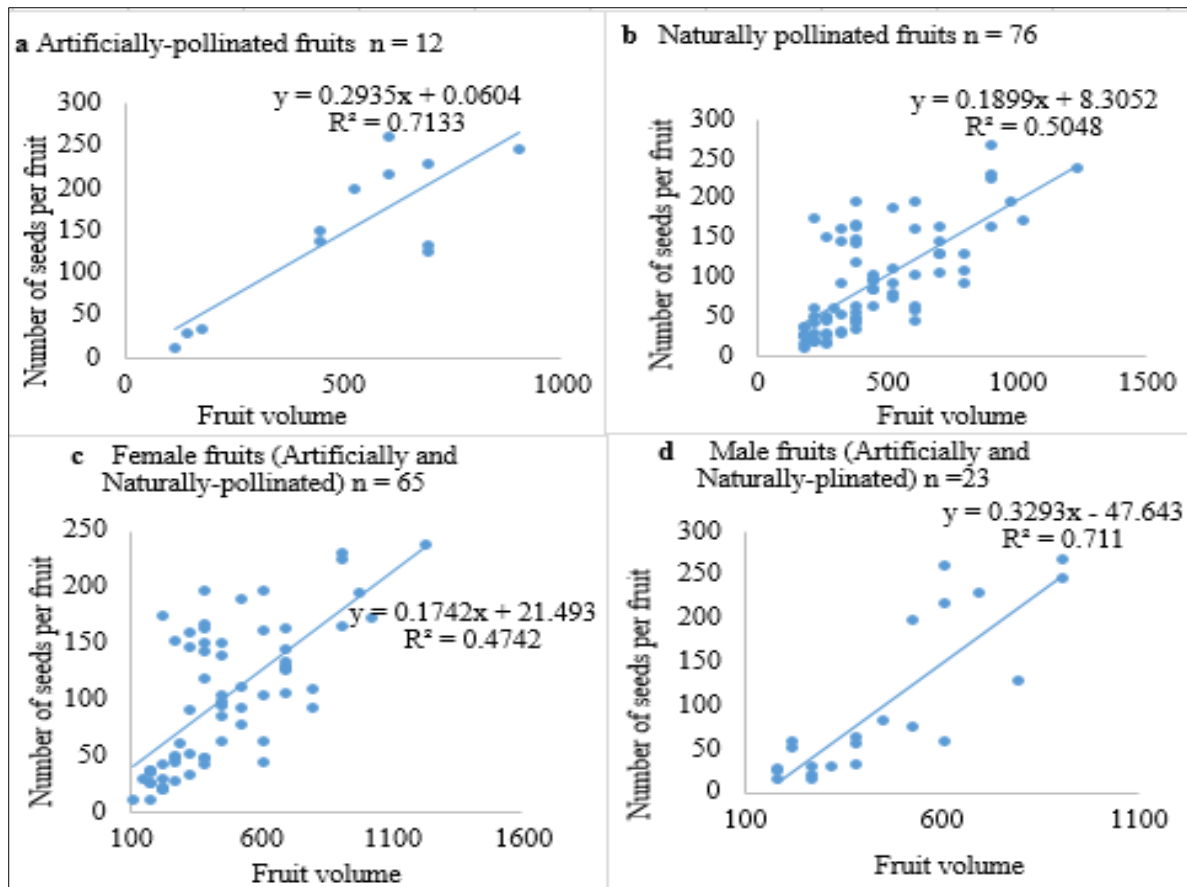 a Artificially-pollinated fruits n = 12
y = 0.2935x + 0.0604
R² = 0.7133
300
250
200
150
100
50
0
Number of seeds per fruit
0 500 1000
Fruit volume
b Naturally pollinated fruits n = 76
y = 0.1899x + 8.3052
R² = 0.5048
300
250
200
150
100
50
0
Number of seeds per fruit
0 500 1000 1500
Fruit volume
c Female fruits (Artificially and
Naturally-pollinated) n = 65
250
200
150
100
50
0
Number of seeds per fruit
y = 0.1742x + 21.493
R² = 0.4742
100 600 1100 1600
Fruit volume
d Male fruits (Artificially and
Naturally-plinated) n =23
y = 0.3293x - 47.643
R² = 0.711
300
250
200
150
100
50
0
Number of seeds per fruit
100 600 1100
Fruit volume